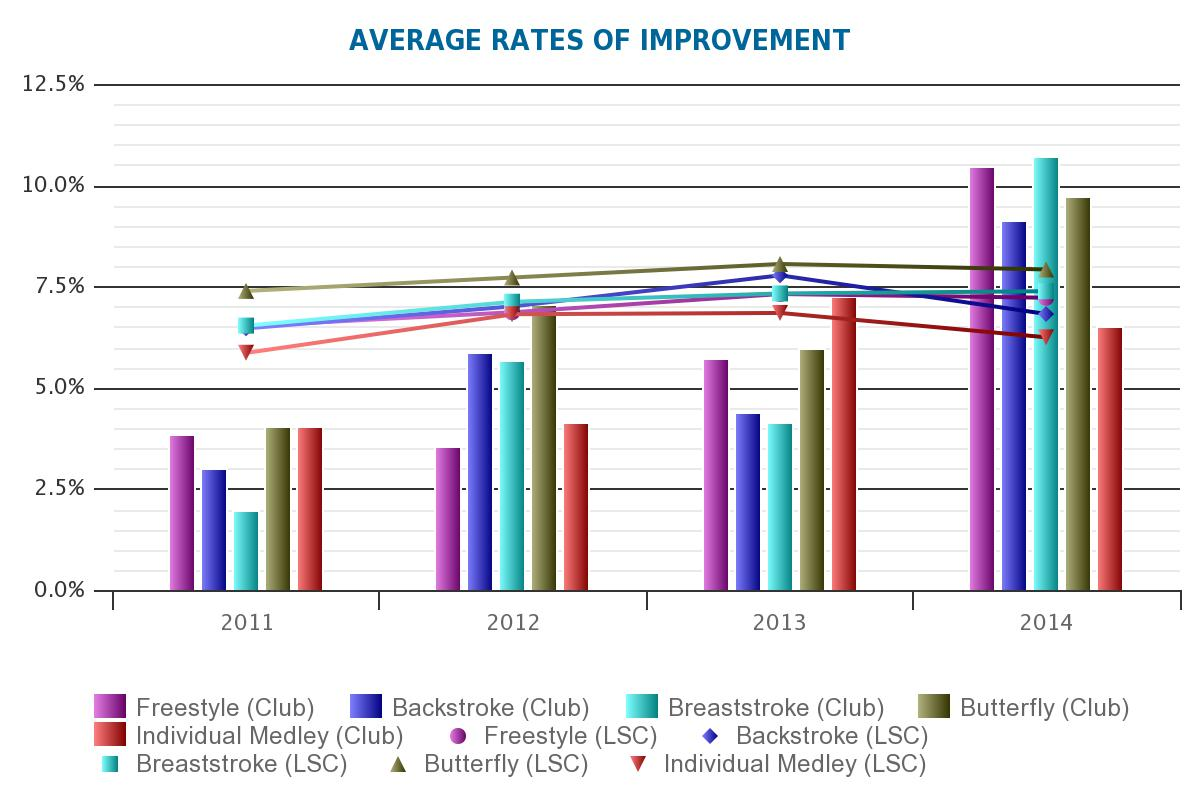 AVERAGE RATES OF IMPROVEMENT
12.5%
10.0%
7.5%
5.0%
2.5%
0.0%
2011 2012 2013 2014
Freestyle (Club) Backstroke (Club) Breaststroke (Club) Butterfly (Club)
Individual Medley (Club) Freestyle (LSC) Backstroke (LSC)
Breaststroke (LSC) Butterfly (LSC) Individual Medley (LSC)